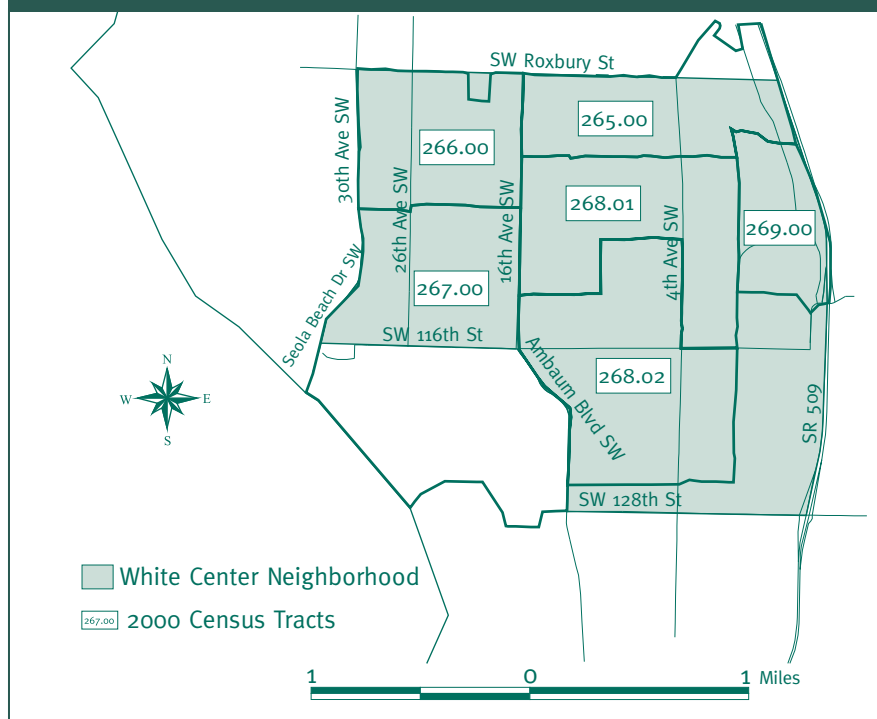 SW Roxbury St
30th Ave SW
266.00
265.00
26th Ave SW
16th Ave SW
268.01
4th Ave SW
269.00
Seola Beach Dr SW
267.00
SW 116th St
Ambaum Blvd SW
268.02
SR 509
SW 128th St
N
W
E
S
White Center Neighborhood
267.00 2000 Census Tracts
1 0 1 Miles